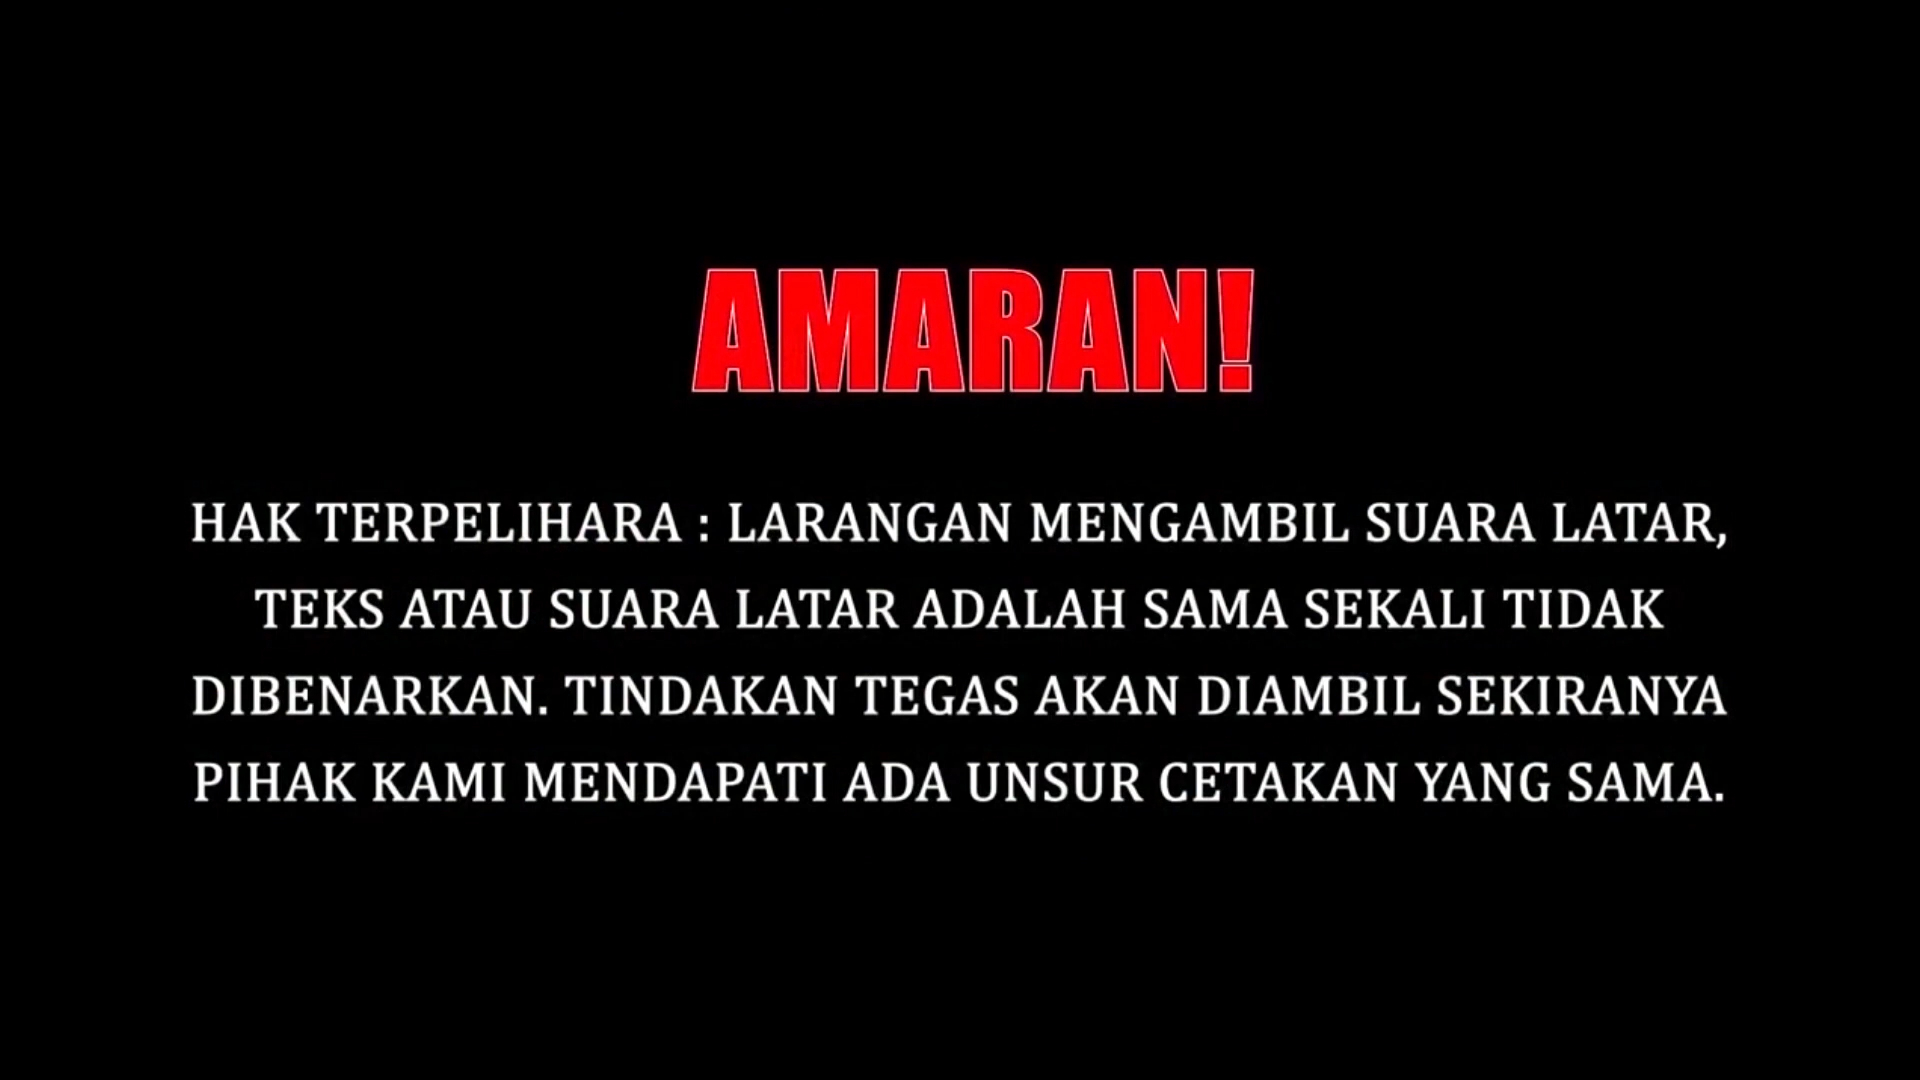 AMARAN!
HAK TERPELIHARA : LARANGAN MENGAMBIL SUARA LATAR,
TEKS ATAU SUARA LATAR ADALAH SAMA SEKALI TIDAK
DIBENARKAN. TINDAKAN TEGAS AKAN DIAMBIL SEKIRANYA
PIHAK KAMI MENDAPATI ADA UNSUR CETAKAN YANG SAMA.